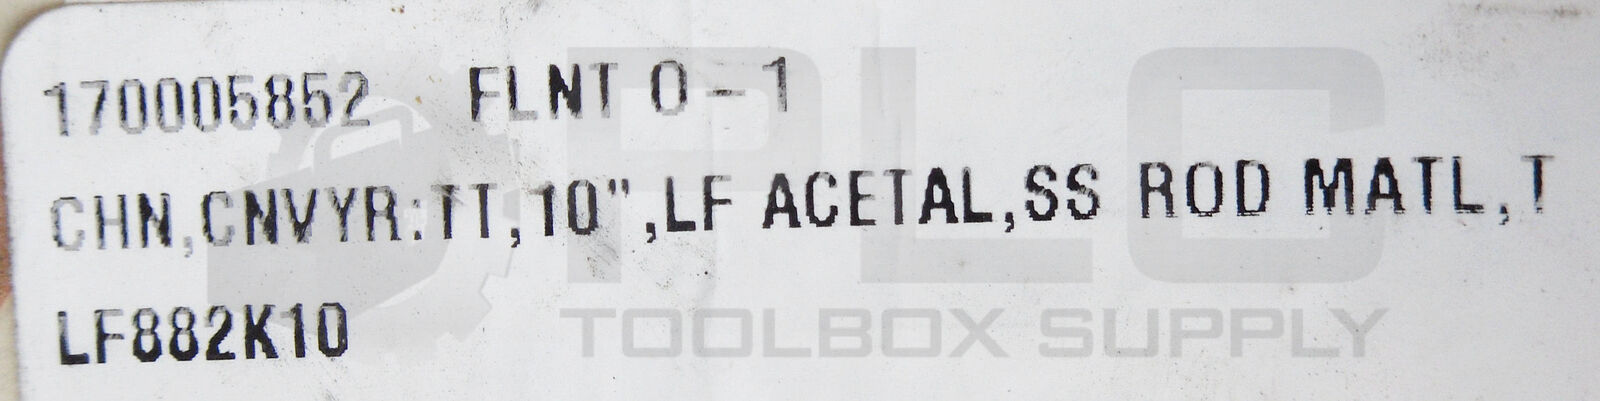 170005852 FLNT 0-1
CHN,CNVYR:TT,10",LF ACETAL,SS ROD MATL,T
LF882K10
PLC
TOOLBOX SUPPLY